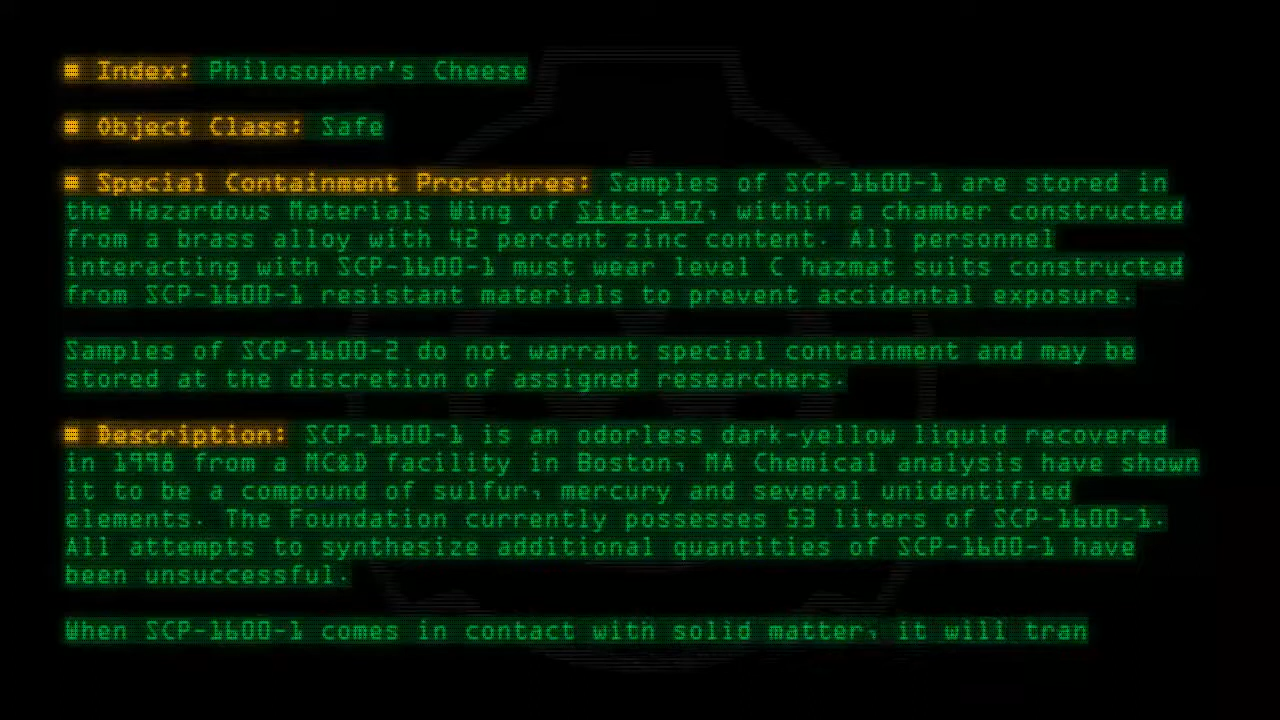 ■ Index: Philosopher's Cheese
■ Object Class: Safe
■ Special Containment Procedures: Samples of SCP-1600-1 are stored in
the Hazardous Materials Wing of Site-197, within a chamber constructed
from a brass alloy with 42 percent zinc content. All personnel
interacting with SCP-1600-1 must wear level C hazmat suits constructed
from SCP-1600-1 resistant materials to prevent accidental exposure.
Samples of SCP-1600-2 do not warrant special containment and may be
stored at the discretion of assigned researchers.
■ Description: SCP-1600-1 is an odorless dark-yellow liquid recovered
in 1998 from a MC&D facility in Boston, MA Chemical analysis have shown
it to be a compound of sulfur, mercury and several unidentified
elements. The Foundation currently possesses 53 liters of SCP-1600-1.
All attempts to synthesize additional quantities of SCP-1600-1 have
been unsuccessful.
When SCP-1600-1 comes in contact with solid matter, it will tran